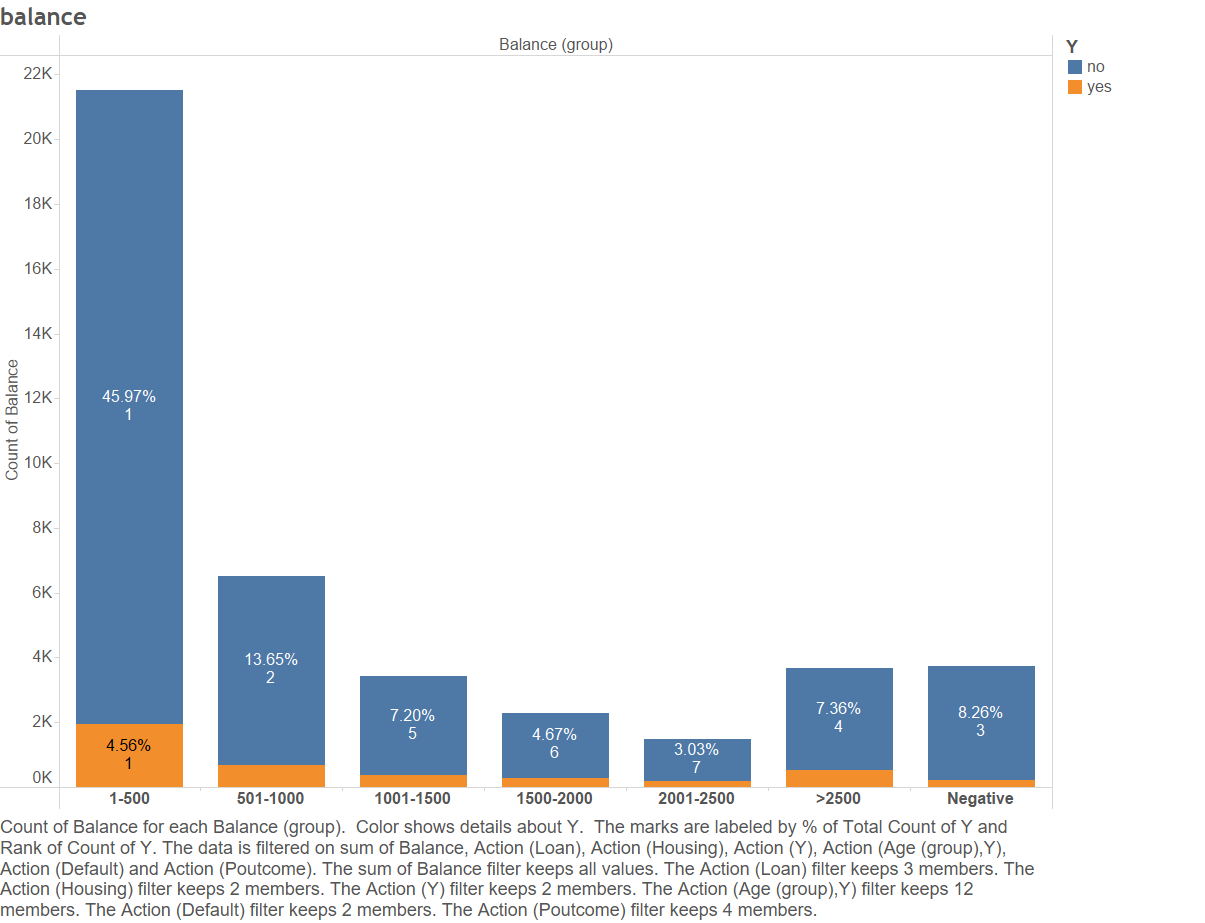 balance
Balance (group)
Y
no
yes
22K
20K
18K
16K
14K
12K
10K
8K
6K
4K
2K
0K
Count of Balance
45.97%
1
4.56%
1
13.65%
2
7.20%
5
4.67%
6
3.03%
7
7.36%
4
8.26%
3
1-500 501-1000 1001-1500 1500-2000 2001-2500 >2500 Negative
Count of Balance for each Balance (group).  Color shows details about Y.  The marks are labeled by % of Total Count of Y and
Rank of Count of Y. The data is filtered on sum of Balance, Action (Loan), Action (Housing), Action (Y), Action (Age (group),Y),
Action (Default) and Action (Poutcome). The sum of Balance filter keeps all values. The Action (Loan) filter keeps 3 members. The
Action (Housing) filter keeps 2 members. The Action (Y) filter keeps 2 members. The Action (Age (group),Y) filter keeps 12
members. The Action (Default) filter keeps 2 members. The Action (Poutcome) filter keeps 4 members.